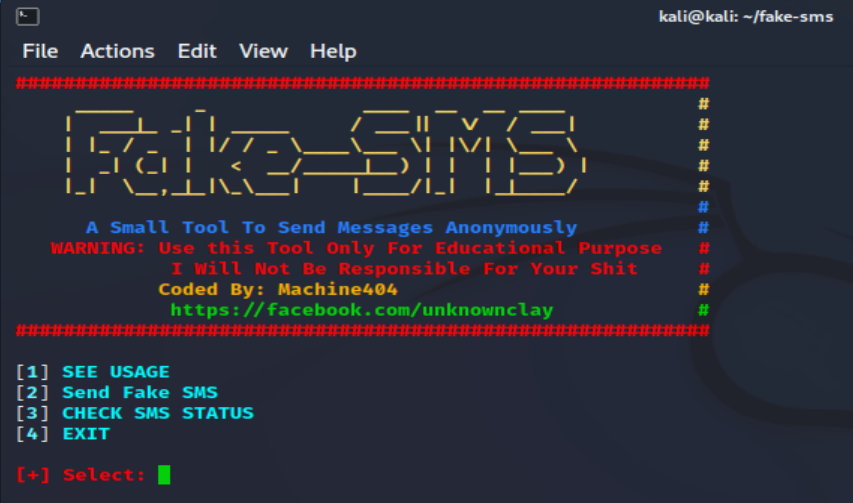 kali@kali: ~/fake-sms
File Actions Edit View Help
##########################################################
Fake-SMS #
#
#
#
#
#
A Small Tool To Send Messages Anonymously #
WARNING: Use this Tool Only For Educational Purpose #
I Will Not Be Responsible For Your Shit #
Coded By: Machine404 #
https://facebook.com/unknownclay #
##########################################################
[1] SEE USAGE
[2] Send Fake SMS
[3] CHECK SMS STATUS
[4] EXIT
[+] Select: